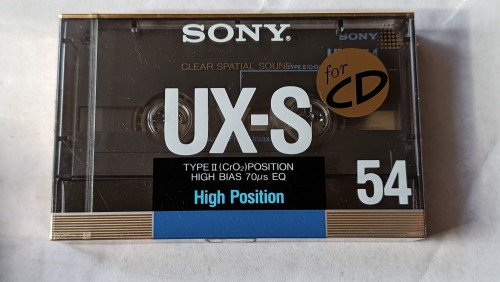 SONY.
SONY
CLEAR SPATIAL SOUND
for
CD
UX-S
TYPE II (CrO₂) POSITION
HIGH BIAS 70µs EQ
High Position
54